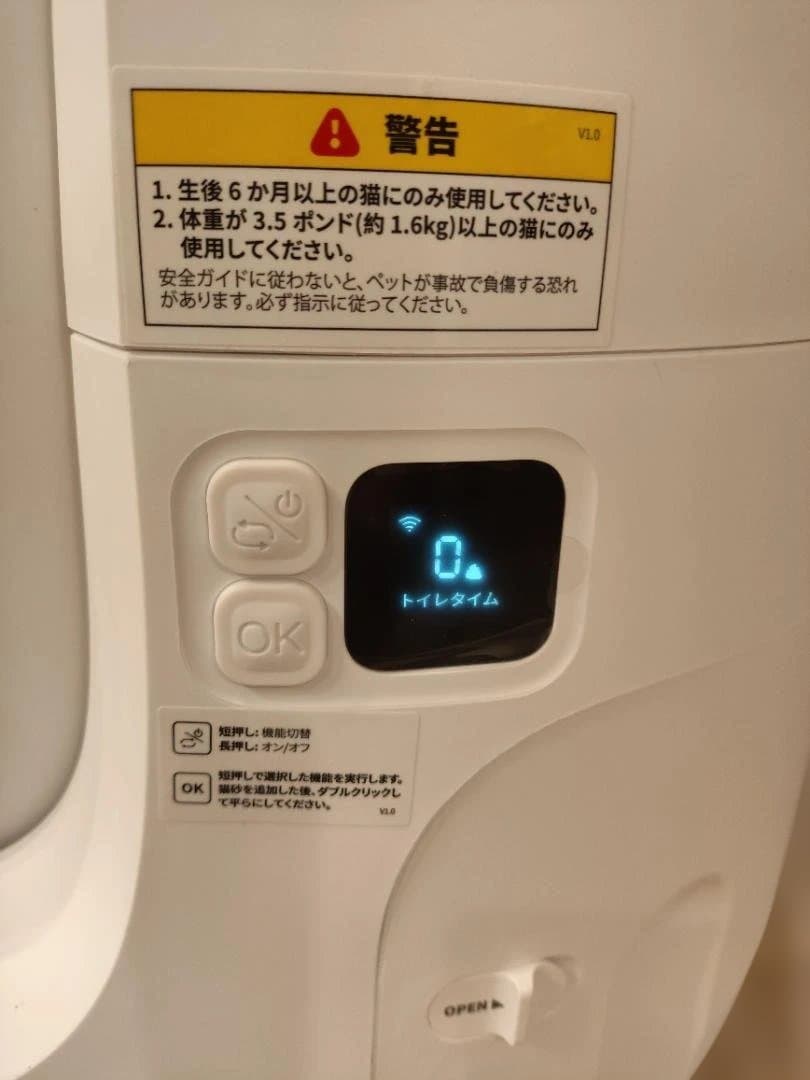 警告
V1.0
1. 生後 6 か月以上の猫にのみ使用してください。
2. 体重が 3.5 ポンド(約 1.6kg)以上の猫にのみ
使用してください。
安全ガイドに従わないと、ペットが事故で負傷する恐れ
があります。必ず指示に従ってください。
0
トイレタイム
OK
短押し: 機能切替
長押し: オン/オフ
OK
短押しで選択した機能を実行します。
猫砂を追加した後、ダブルクリックし
て平らにしてください。
V1.0
OPEN